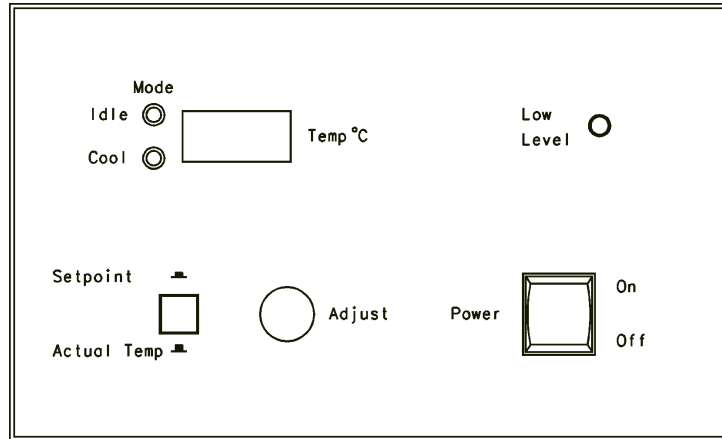 Mode
Idle
Temp °C
Cool
Low
Level
Setpoint
Actual Temp
Adjust
Power
On
Off